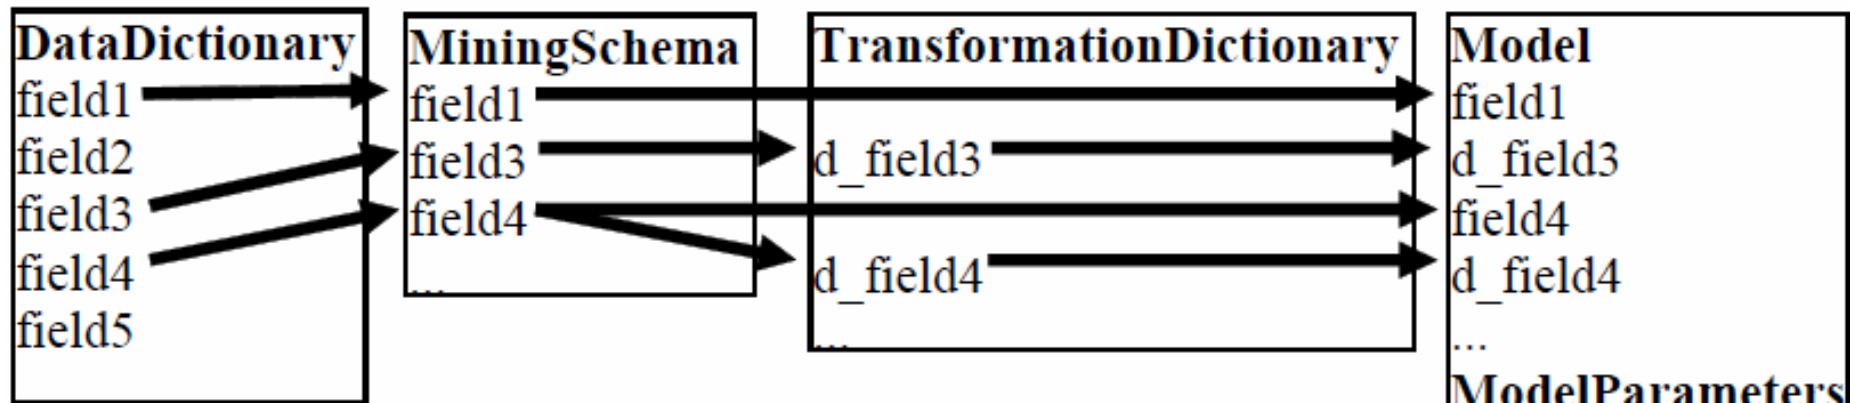 DataDictionary
field1
field2
field3
field4
field5
MiningSchema
field1
field3
field4
...
TransformationDictionary
d_field3
d_field4
...
Model
field1
d_field3
field4
d_field4
...
ModelParameters